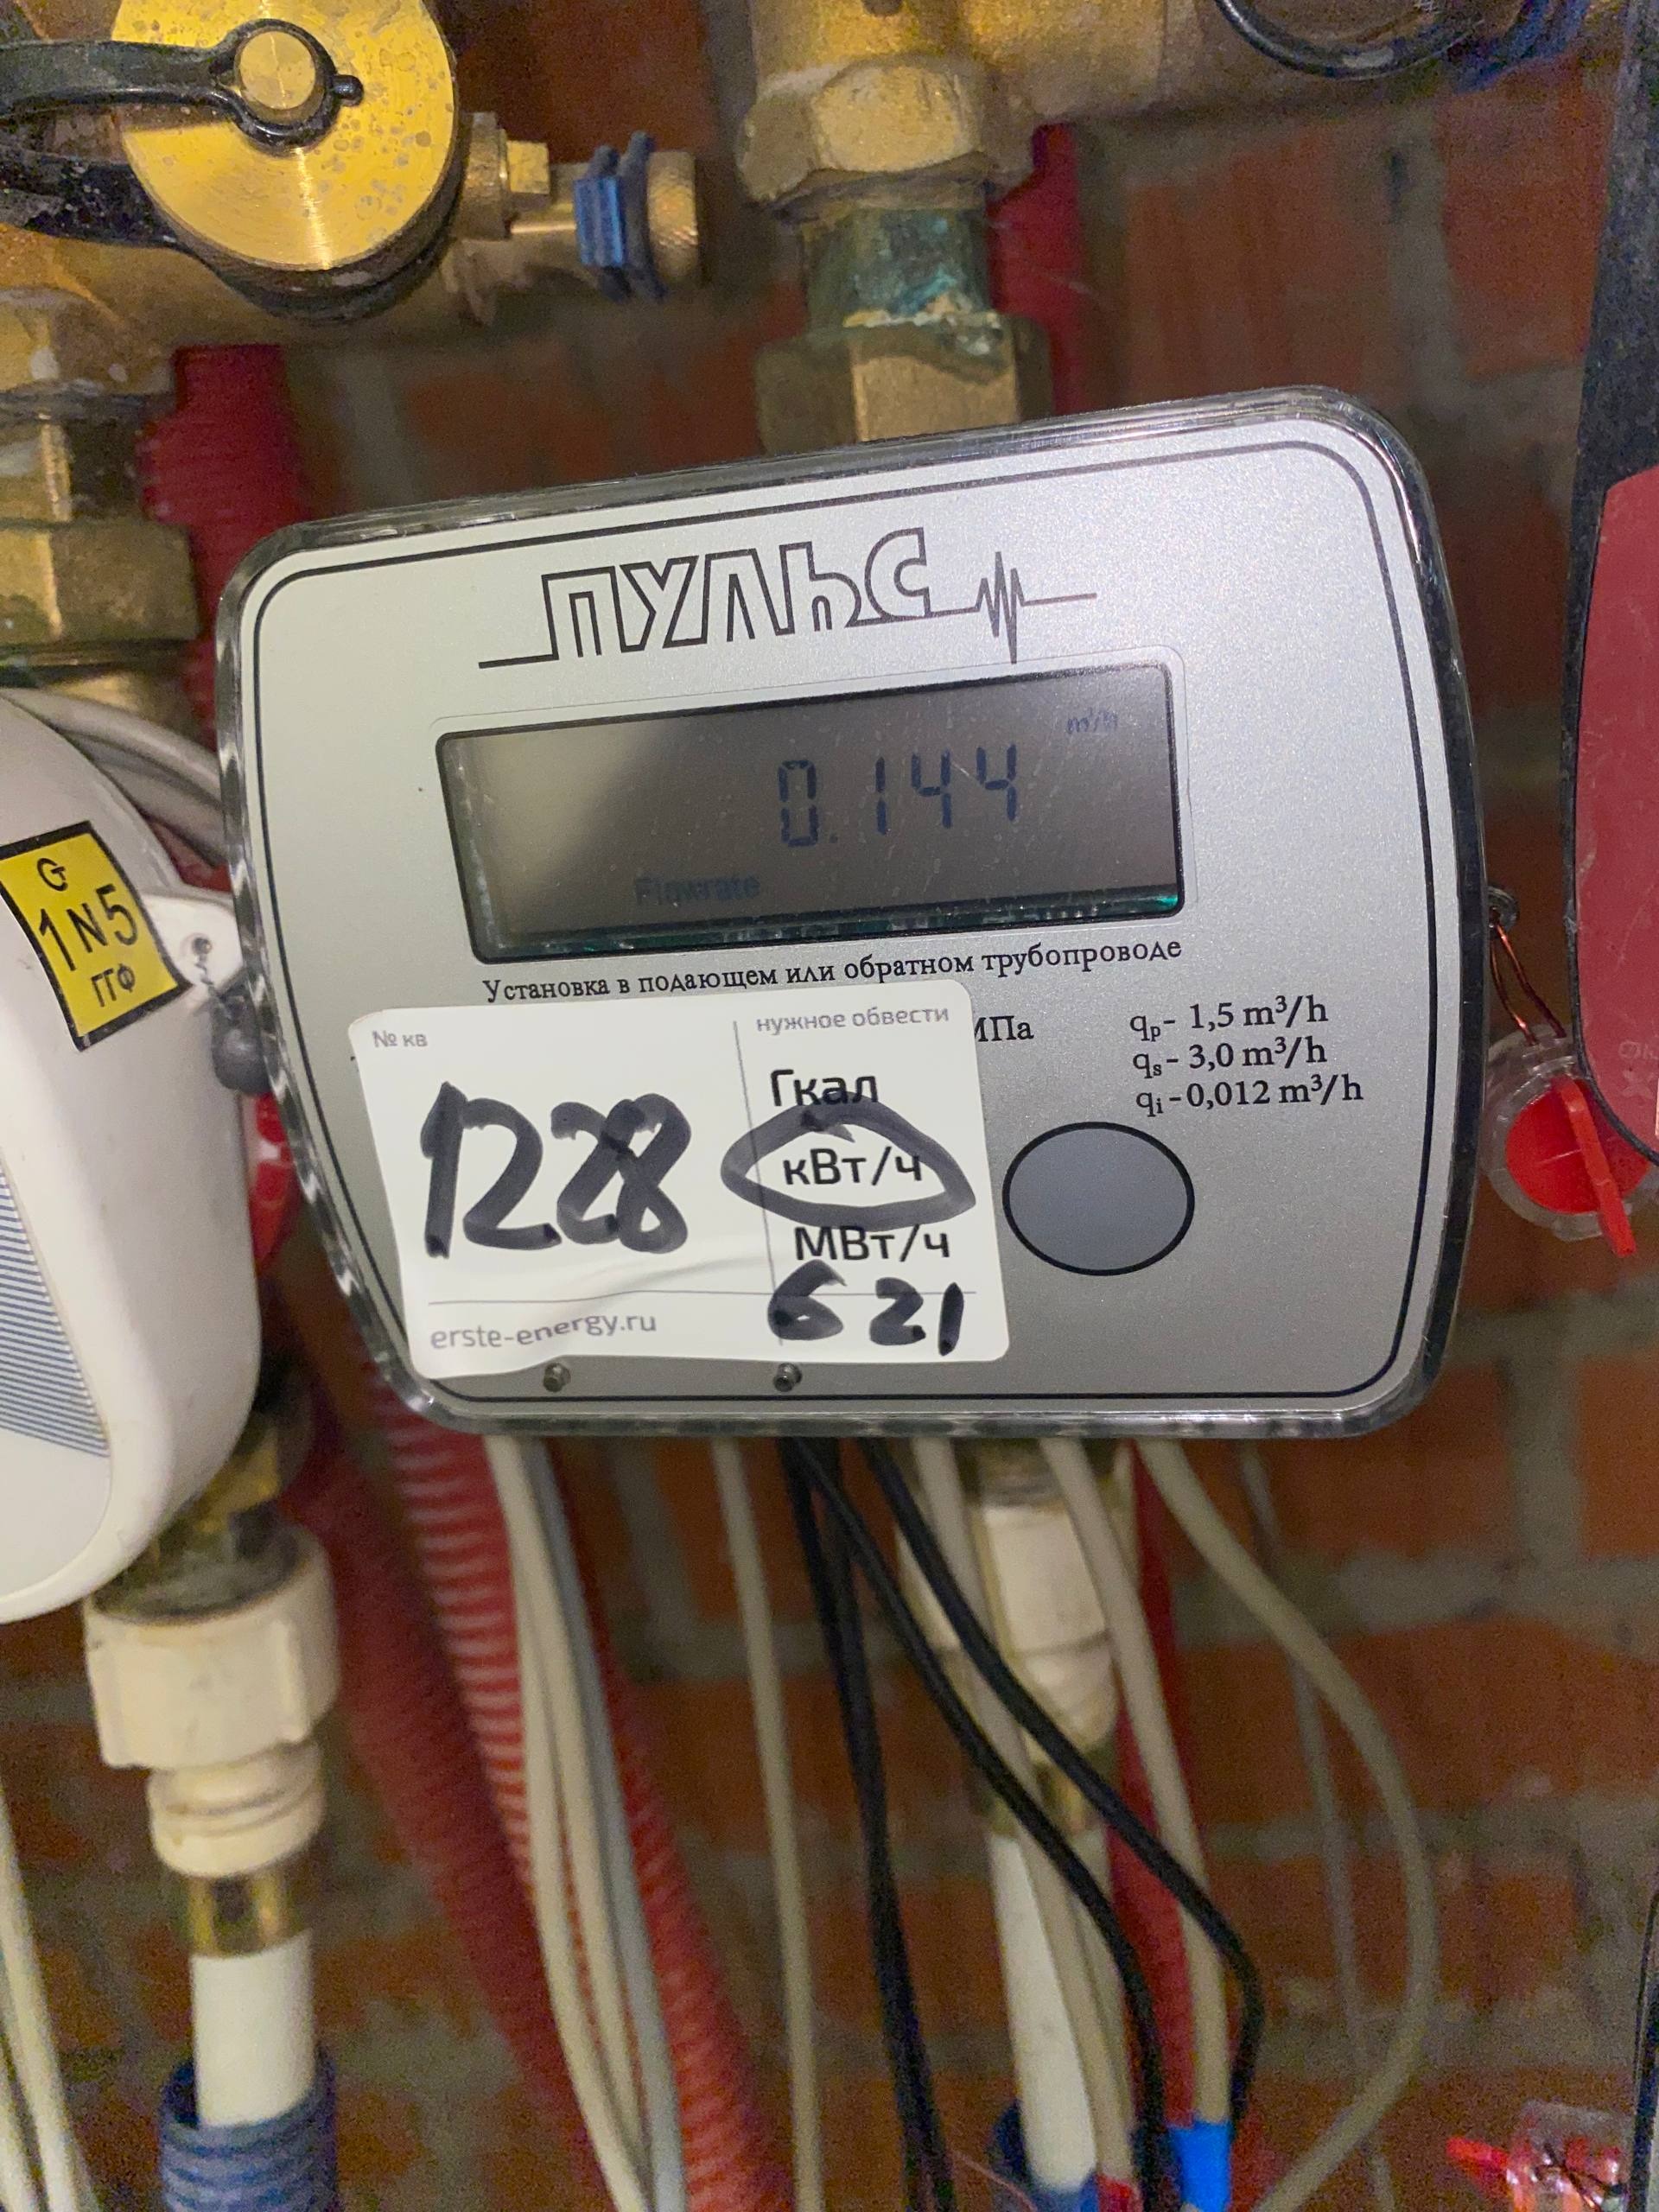 ПУЛЬС
m³/h
0.144
Flowrate
Установка в подающем или обратном трубопроводе
МПа
qp- 1,5 m³/h
qs- 3,0 m³/h
qi-0,012 m³/h
№ кв
нужное обвести
1228
Гкал
кВт/ч
МВт/ч
621
erste-energy.ru
G
1N5
ГГФ